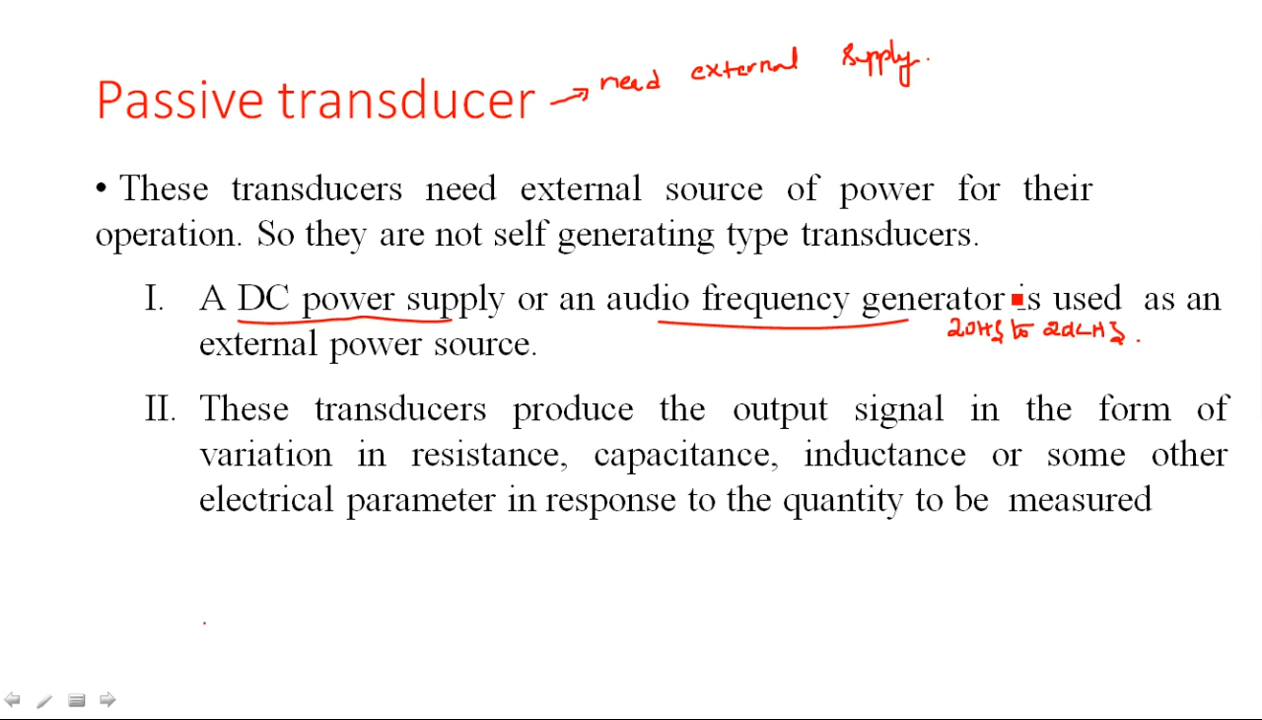 Passive transducer → need external supply.
• These transducers need external source of power for their
operation. So they are not self generating type transducers.
I. A DC power supply or an audio frequency generator is used as an
20Hz to 20kHz.
external power source.
II. These transducers produce the output signal in the form of
variation in resistance, capacitance, inductance or some other
electrical parameter in response to the quantity to be measured